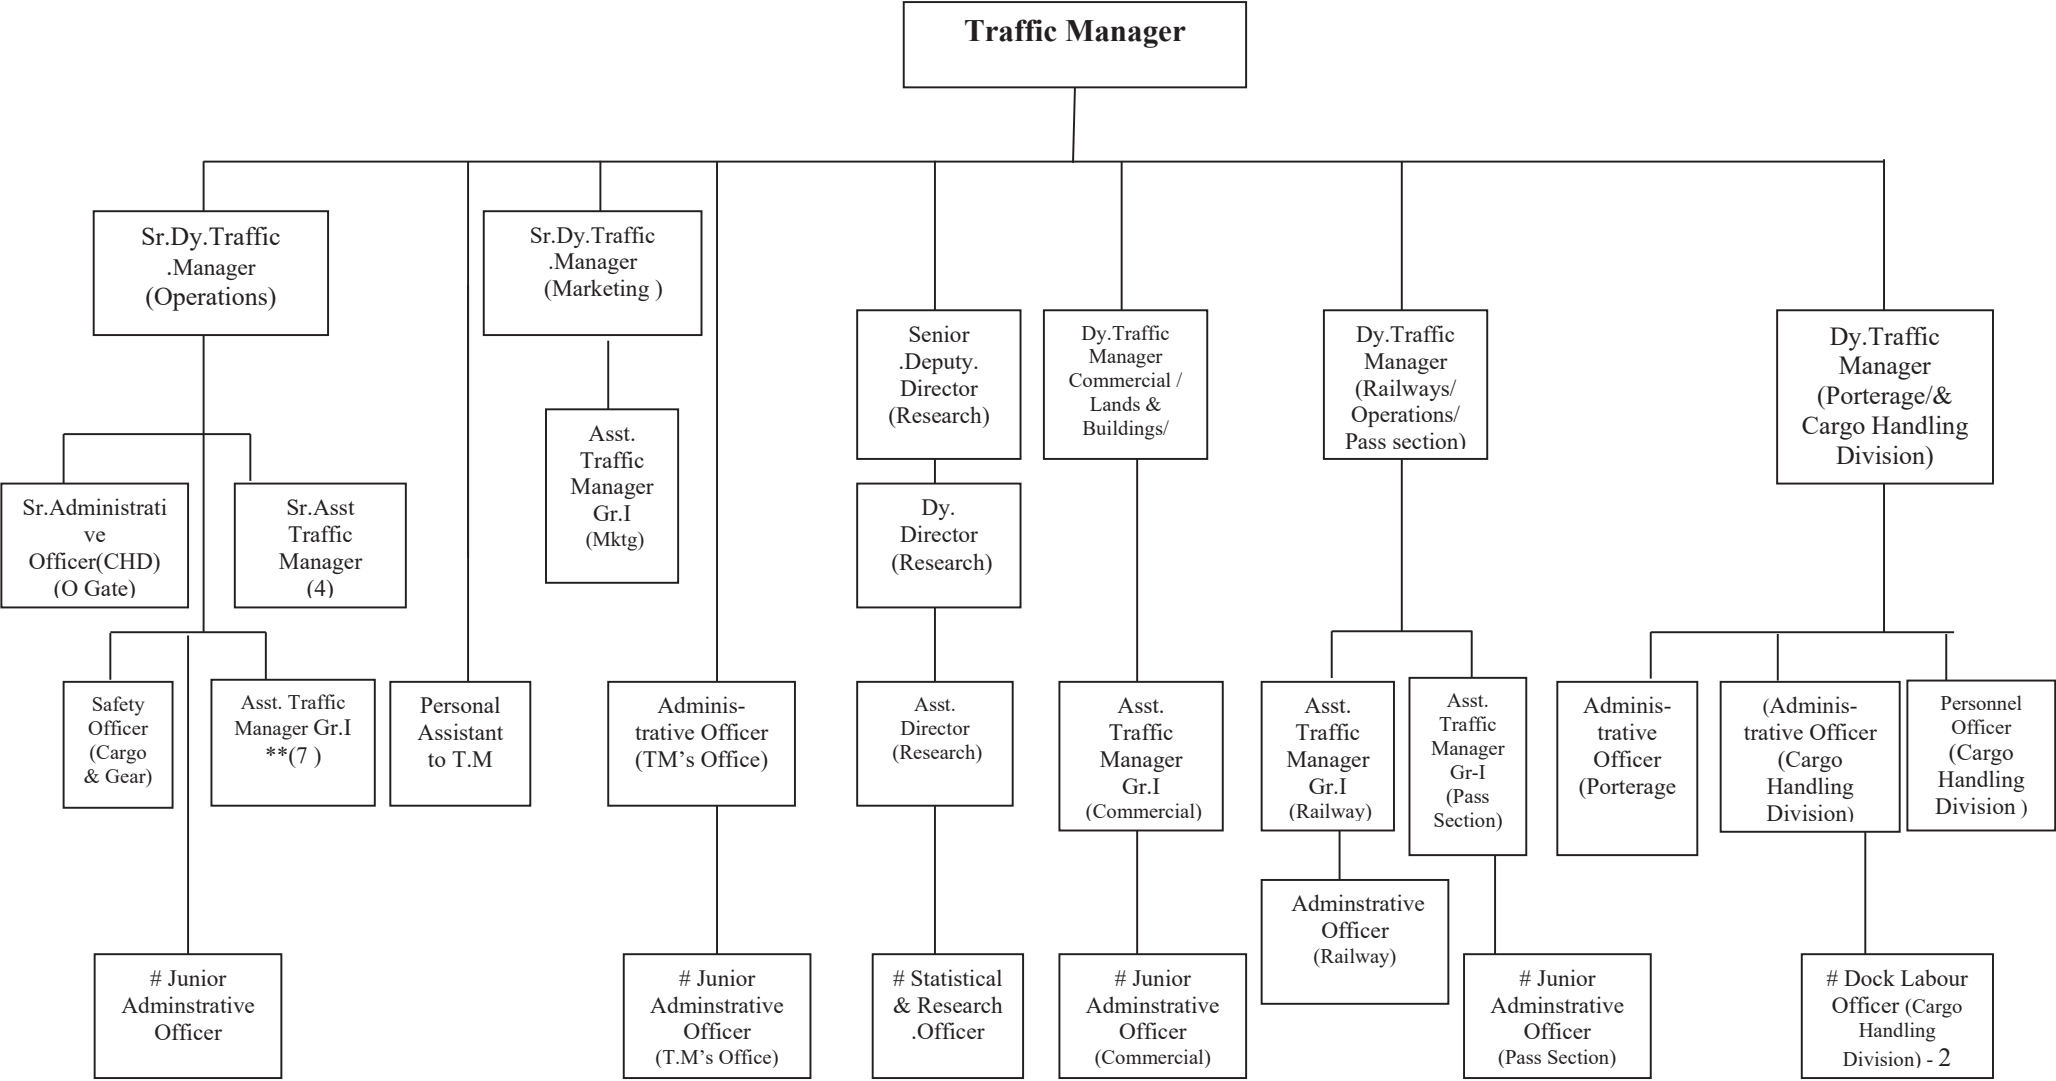 Traffic Manager
Sr.Dy.Traffic
.Manager
(Operations)
Sr.Dy.Traffic
.Manager
(Marketing )
Senior
.Deputy.
Director
(Research)
Dy.Traffic
Manager
Commercial /
Lands &
Buildings/
Dy.Traffic
Manager
(Railways/
Operations/
Pass section)
Dy.Traffic
Manager
(Porterage/&
Cargo Handling
Division)
Asst.
Traffic
Manager
Gr.I
(Mktg)
Sr.Administrati
ve
Officer(CHD)
(O Gate)
Sr.Asst
Traffic
Manager
(4)
Dy.
Director
(Research)
Safety
Officer
(Cargo
& Gear)
Asst. Traffic
Manager Gr.I
**(7 )
Personal
Assistant
to T.M
Adminis-
trative Officer
(TM’s Office)
Asst.
Director
(Research)
Asst.
Traffic
Manager
Gr.I
(Commercial)
Asst.
Traffic
Manager
Gr.I
(Railway)
Asst.
Traffic
Manager
Gr-I
(Pass
Section)
Adminis-
trative
Officer
(Porterage
(Adminis-
trative Officer
(Cargo
Handling
Division)
Personnel
Officer
(Cargo
Handling
Division )
Adminstrative
Officer
(Railway)
# Junior
Adminstrative
Officer
# Junior
Adminstrative
Officer
(T.M’s Office)
# Statistical
& Research
.Officer
# Junior
Adminstrative
Officer
(Commercial)
# Junior
Adminstrative
Officer
(Pass Section)
# Dock Labour
Officer (Cargo
Handling
Division) - 2